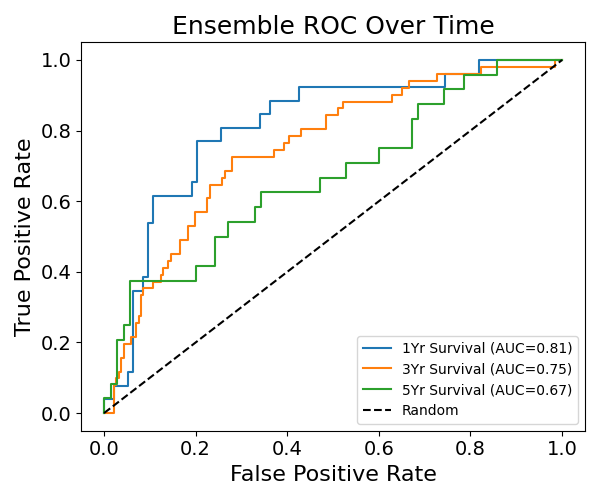 Ensemble ROC Over Time
True Positive Rate
1.0
0.8
0.6
0.4
0.2
0.0
1Yr Survival (AUC=0.81)
3Yr Survival (AUC=0.75)
5Yr Survival (AUC=0.67)
Random
0.0 0.2 0.4 0.6 0.8 1.0
False Positive Rate